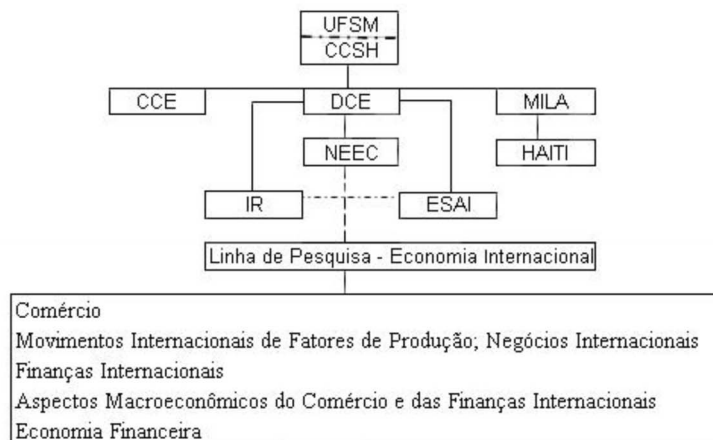 UFSM
CCSH
CCE
DCE
MILA
NEEC
HAITI
IR
ESAI
Linha de Pesquisa - Economia Internacional
Comércio
Movimentos Internacionais de Fatores de Produção; Negócios Internacionais
Finanças Internacionais
Aspectos Macroeconômicos do Comércio e das Finanças Internacionais
Economia Financeira